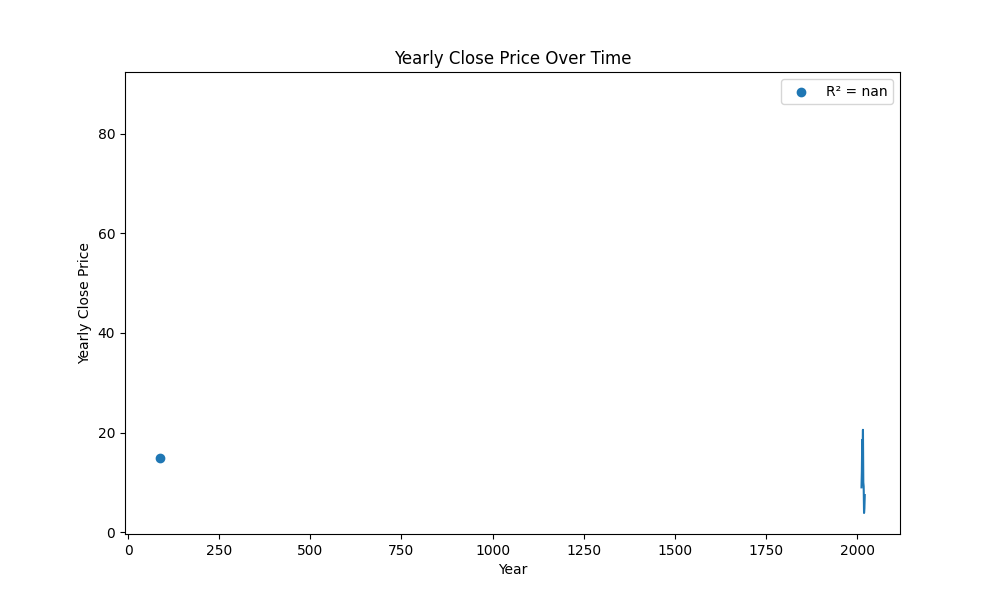 Yearly Close Price Over Time
R² = nan
80
60
40
20
0
Yearly Close Price
0 250 500 750 1000 1250 1500 1750 2000
Year